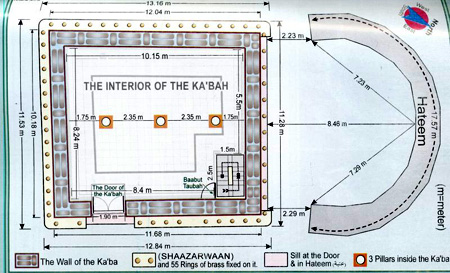 13.16 m
12.04 m
10.15 m
THE INTERIOR OF THE KA'BAH
1.75 m
2.35 m
2.35 m
1.75m
5.5m
11.53 m
10.18 m
8.24 m
11.28 m
1.5m
2.5m
Baabut
Taubah
8.4 m
The Door of
the Ka'bah
1.90 m
11.68 m
12.84 m
2.23 m
7.23 m
8.46 m
7.29 m
2.29 m
Hateem
17.57 m
(m=meter)
West
North
The Wall of the Ka'ba
(SHAAZARWAAN)
and 55 Rings of brass fixed on it.
Sill at the Door
& in Hateem
3 Pillars inside the Ka'ba